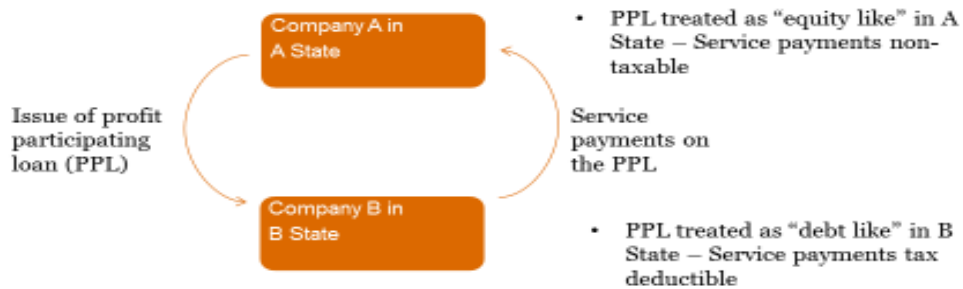 Company A in
A State
• PPL treated as “equity like” in A
State – Service payments non-
taxable
Issue of profit
participating
loan (PPL)
Service
payments on
the PPL
Company B in
B State
• PPL treated as “debt like” in B
State – Service payments tax
deductible